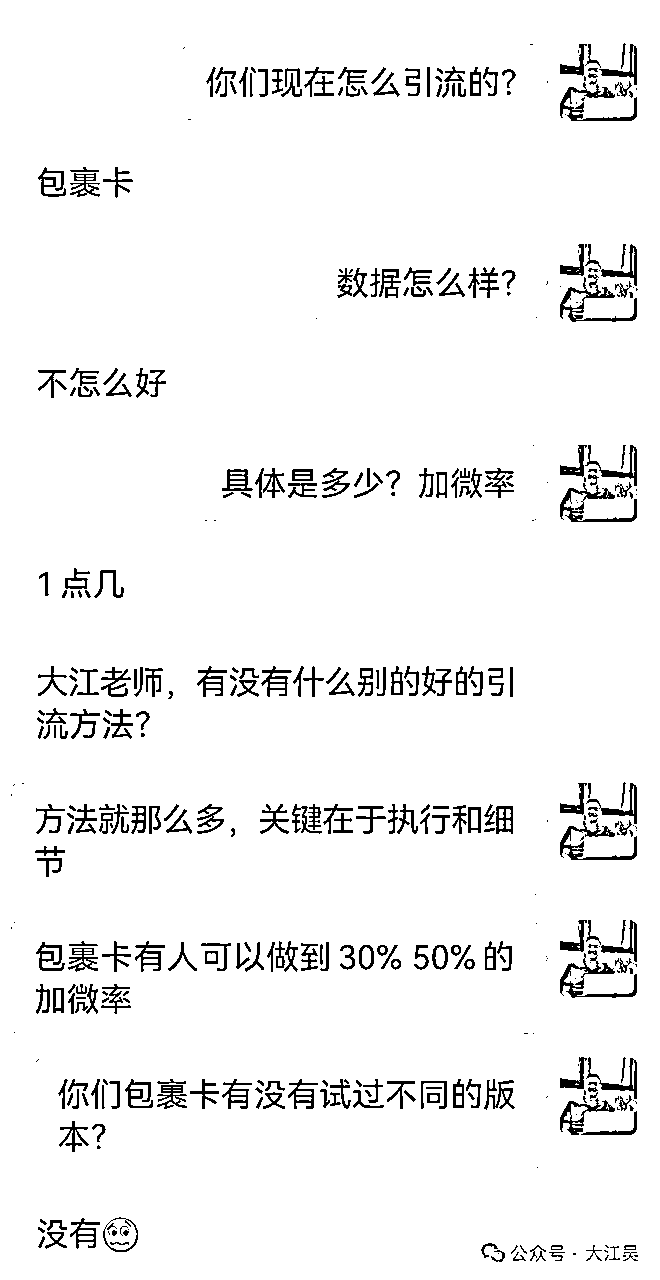 你们现在怎么引流的？
包裹卡
数据怎么样？
不怎么好
具体是多少？加微率
1点几
大江老师，有没有什么别的好的引
流方法？
方法就那么多，关键在于执行和细
节
包裹卡有人可以做到 30% 50% 的
加微率
你们包裹卡有没有试过不同的版
本？
没有
公众号 · 大江吴